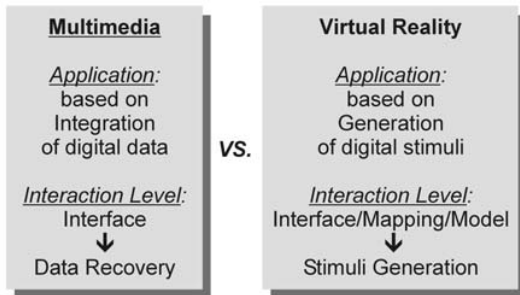 Multimedia
Application:
based on
Integration
of digital data
Interaction Level:
Interface
↓
Data Recovery
VS.
Virtual Reality
Application:
based on
Generation
of digital stimuli
Interaction Level:
Interface/Mapping/Model
↓
Stimuli Generation